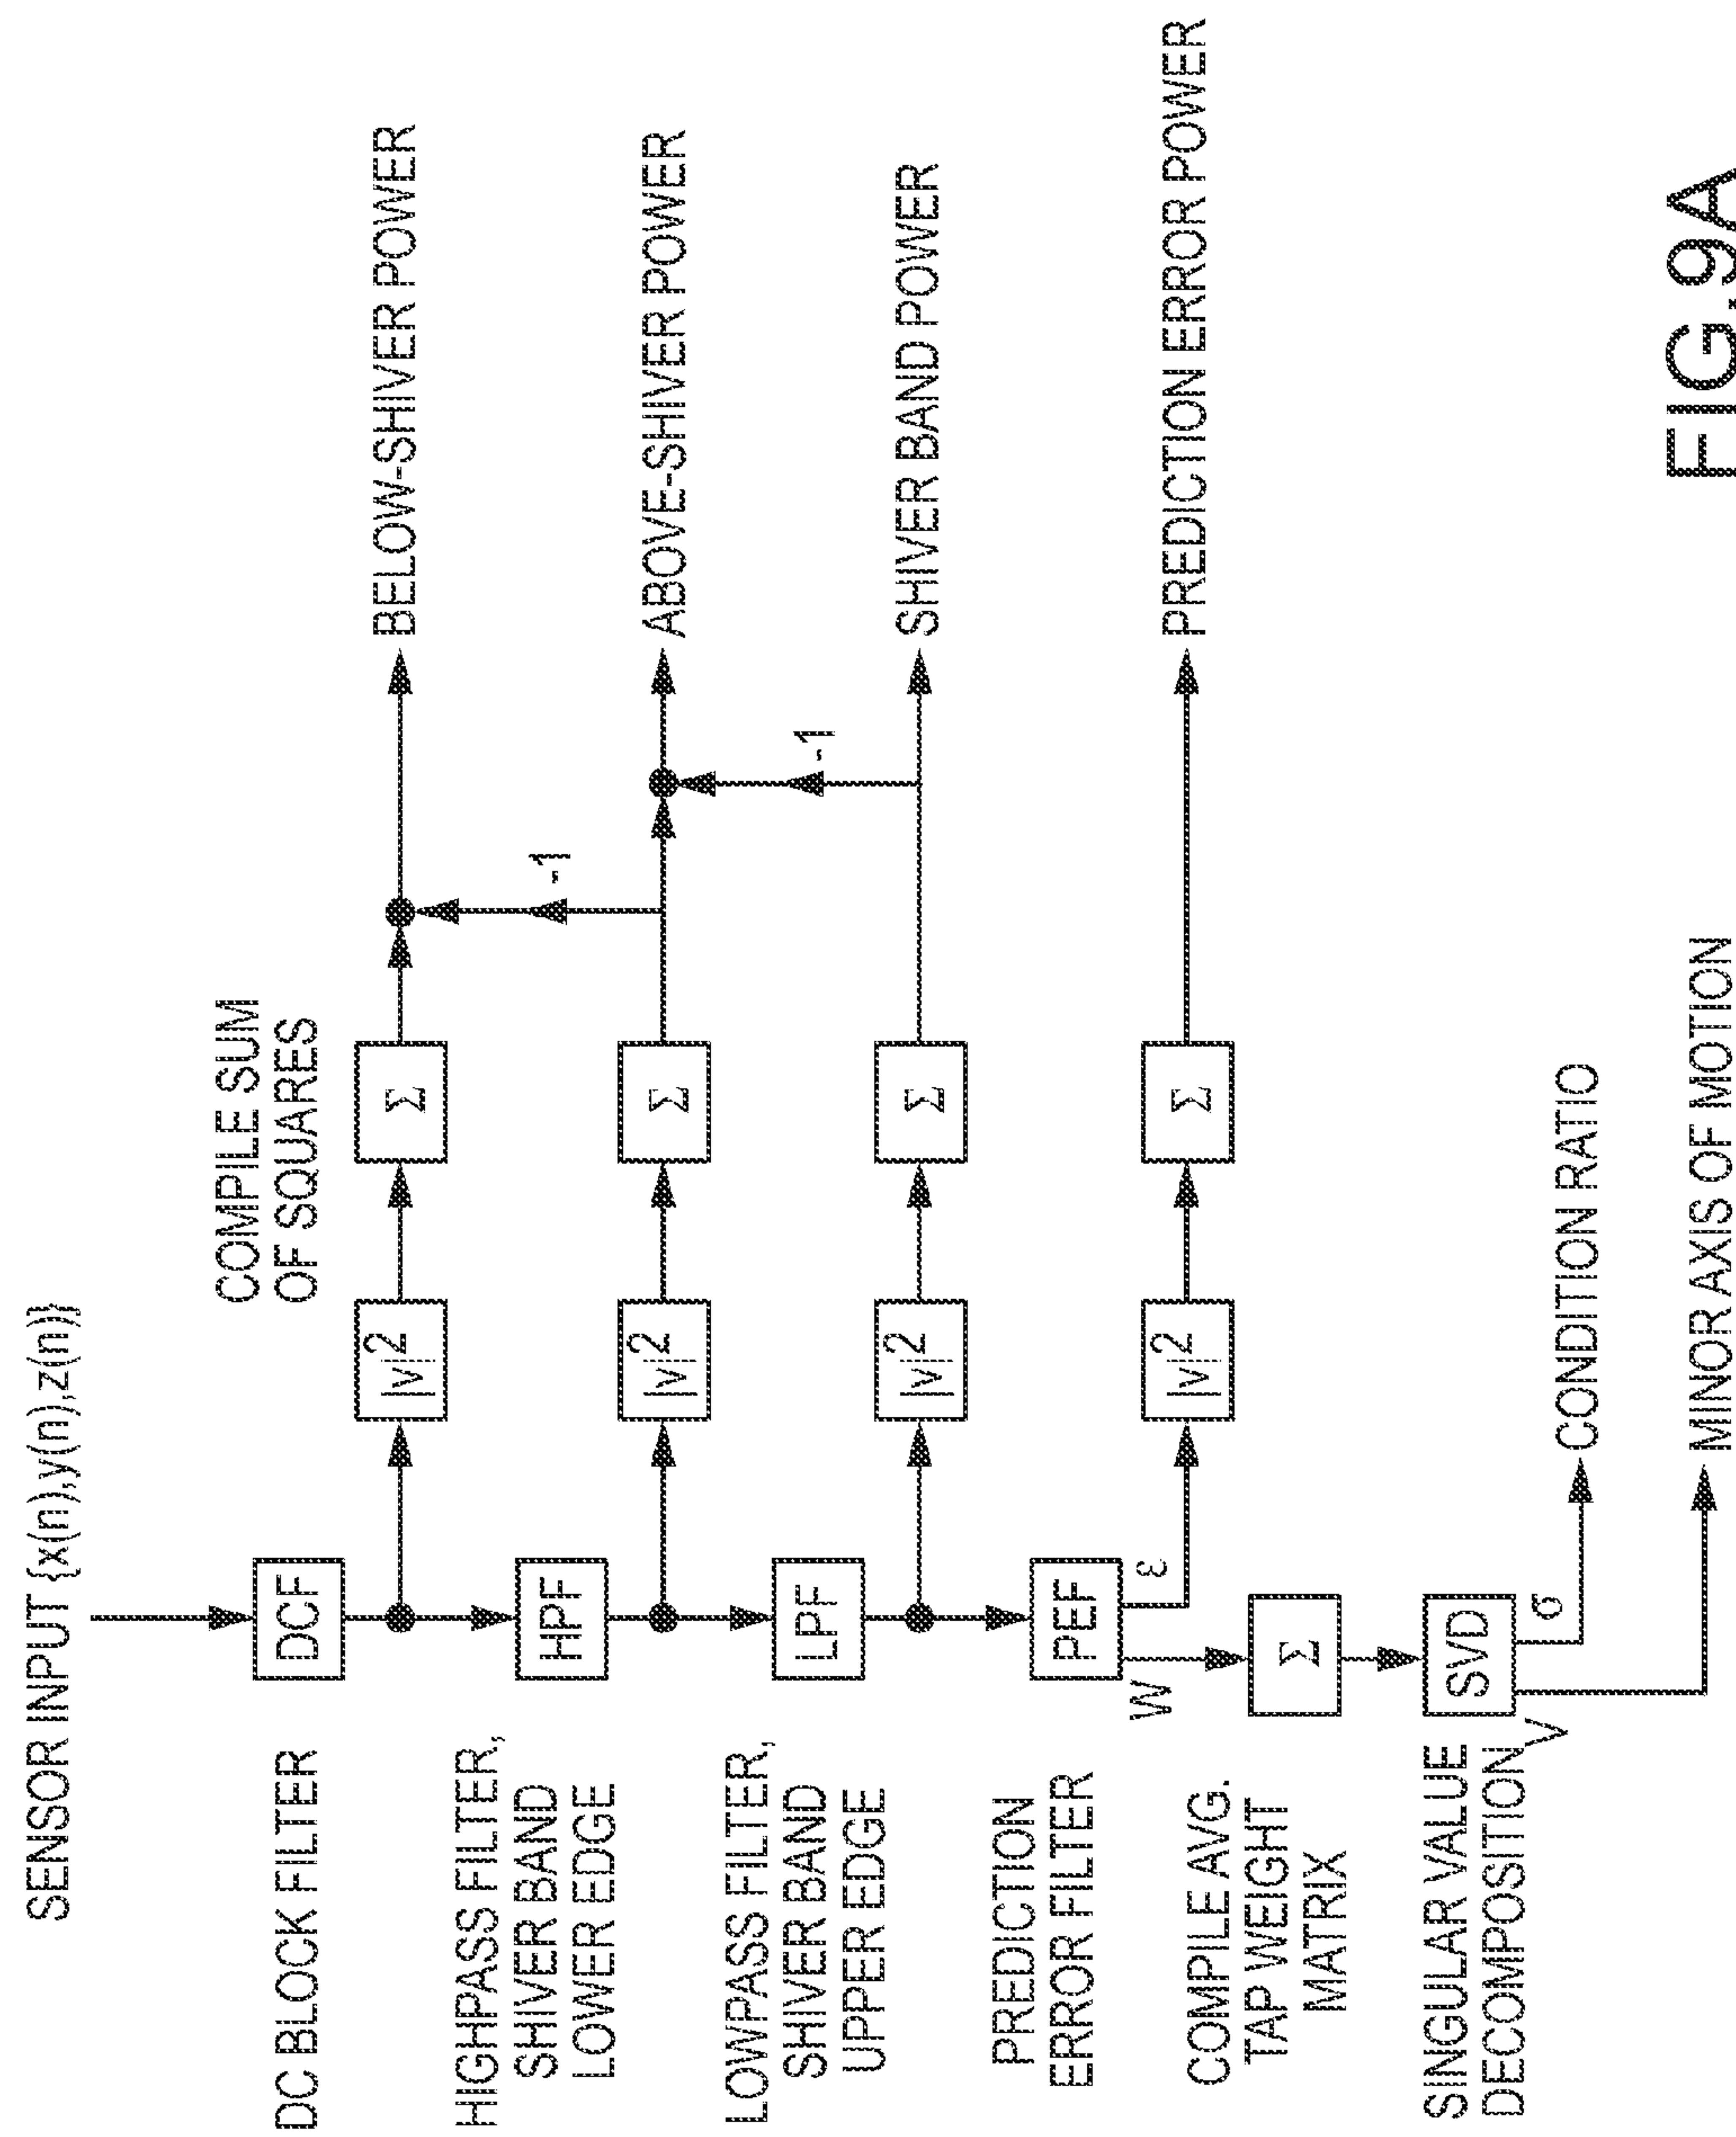 SENSOR INPUT {x(n),y(n),z(n)}
DC BLOCK FILTER
DCF
COMPILE SUM
OF SQUARES
|v|2
Σ
BELOW-SHIVER POWER
-1
HIGHPASS FILTER,
SHIVER BAND
LOWER EDGE
HPF
|v|2
Σ
ABOVE-SHIVER POWER
-1
LOWPASS FILTER,
SHIVER BAND
UPPER EDGE
LPF
|v|2
Σ
SHIVER BAND POWER
PREDICTION
ERROR FILTER
PEF
W
ε
|v|2
Σ
PREDICTION ERROR POWER
COMPILE AVG.
TAP WEIGHT
MATRIX
Σ
SINGULAR VALUE
DECOMPOSITION
SVD
V
σ
CONDITION RATIO
MINOR AXIS OF MOTION
FIG.9A